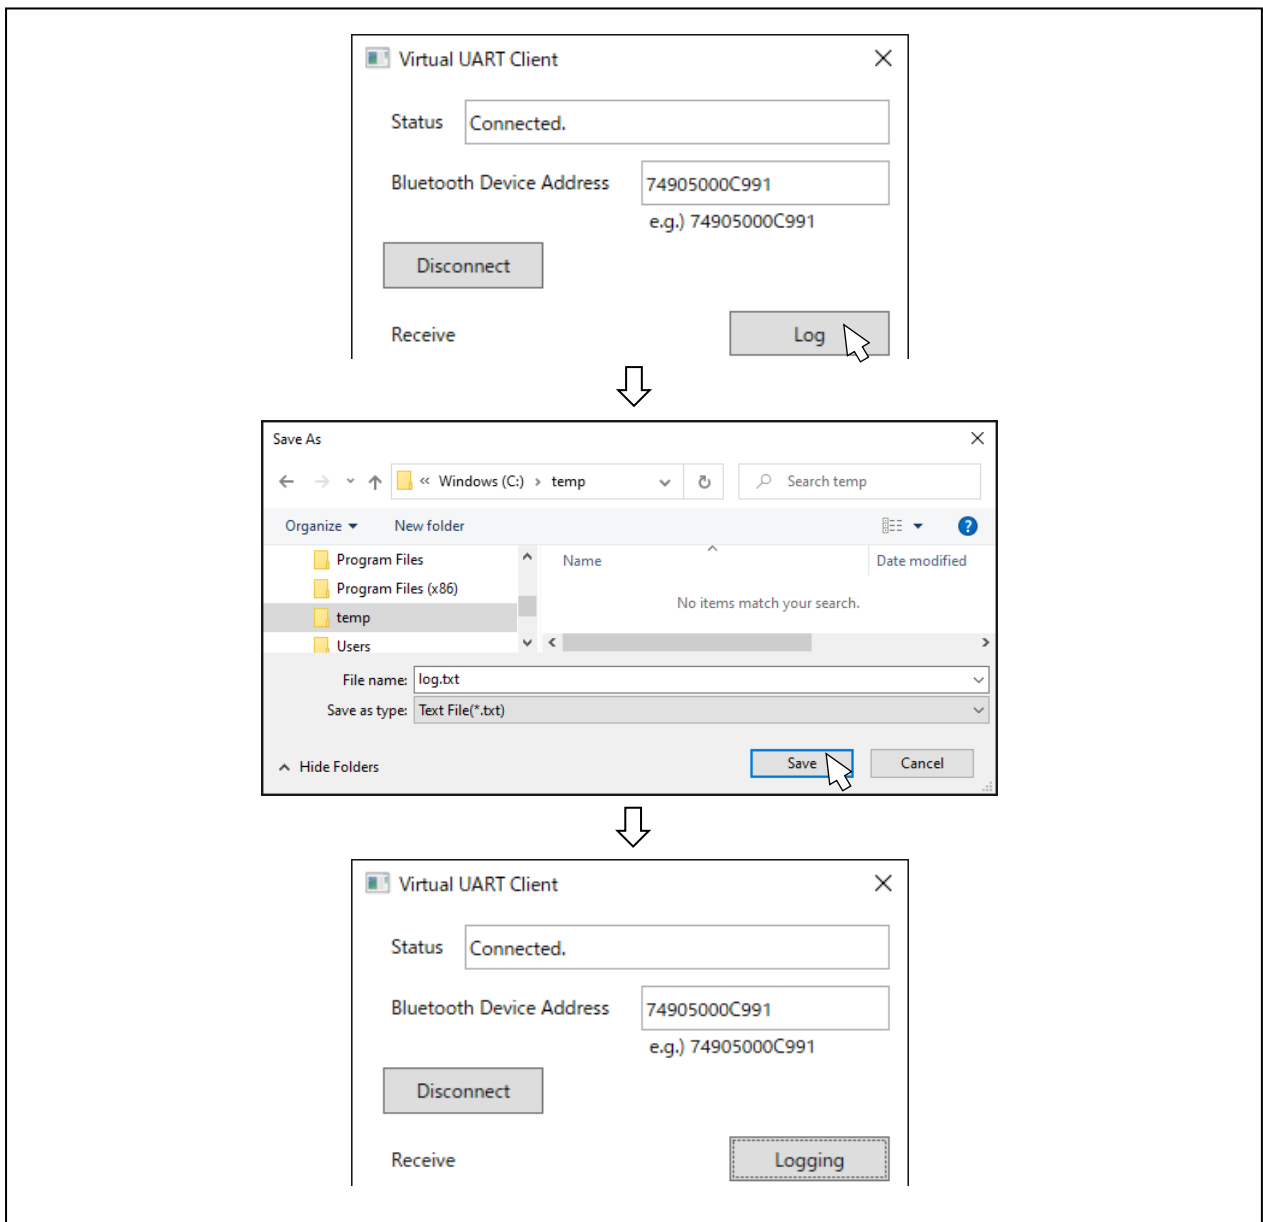 Virtual UART Client
Status Connected.
Bluetooth Device Address 74905000C991
e.g.) 74905000C991
Disconnect
Receive Log
Save As
« Windows (C:) › temp Search temp
Organize New folder
Name Date modified
Program Files
Program Files (x86)
No items match your search.
temp
Users
File name: log.txt
Save as type: Text File(*.txt)
Hide Folders Save Cancel
Virtual UART Client
Status Connected.
Bluetooth Device Address 74905000C991
e.g.) 74905000C991
Disconnect
Receive Logging